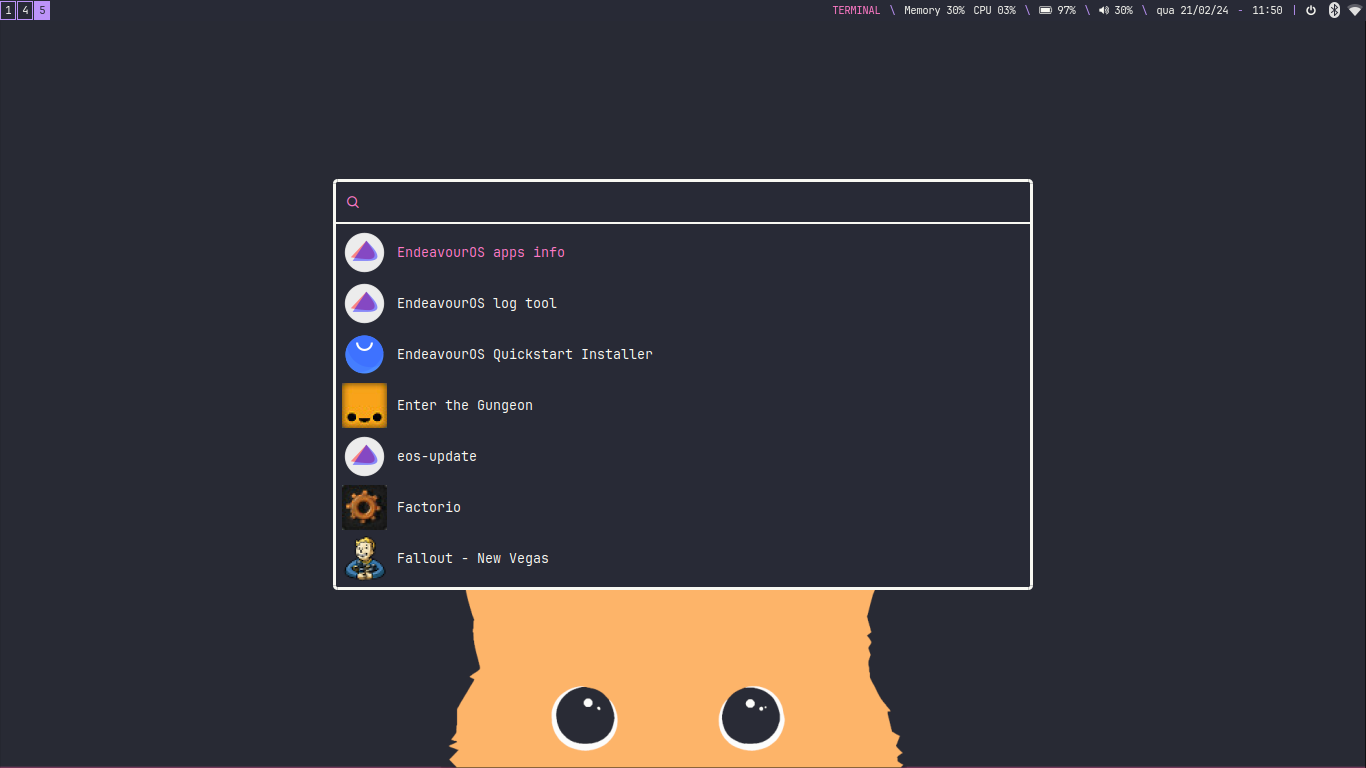 1 4 5 TERMINAL \ Memory 30% CPU 03% \ 97% \ 30% \ qua 21/02/24 - 11:50 |
EndeavourOS apps info
EndeavourOS log tool
EndeavourOS Quickstart Installer
Enter the Gungeon
eos-update
Factorio
Fallout - New Vegas